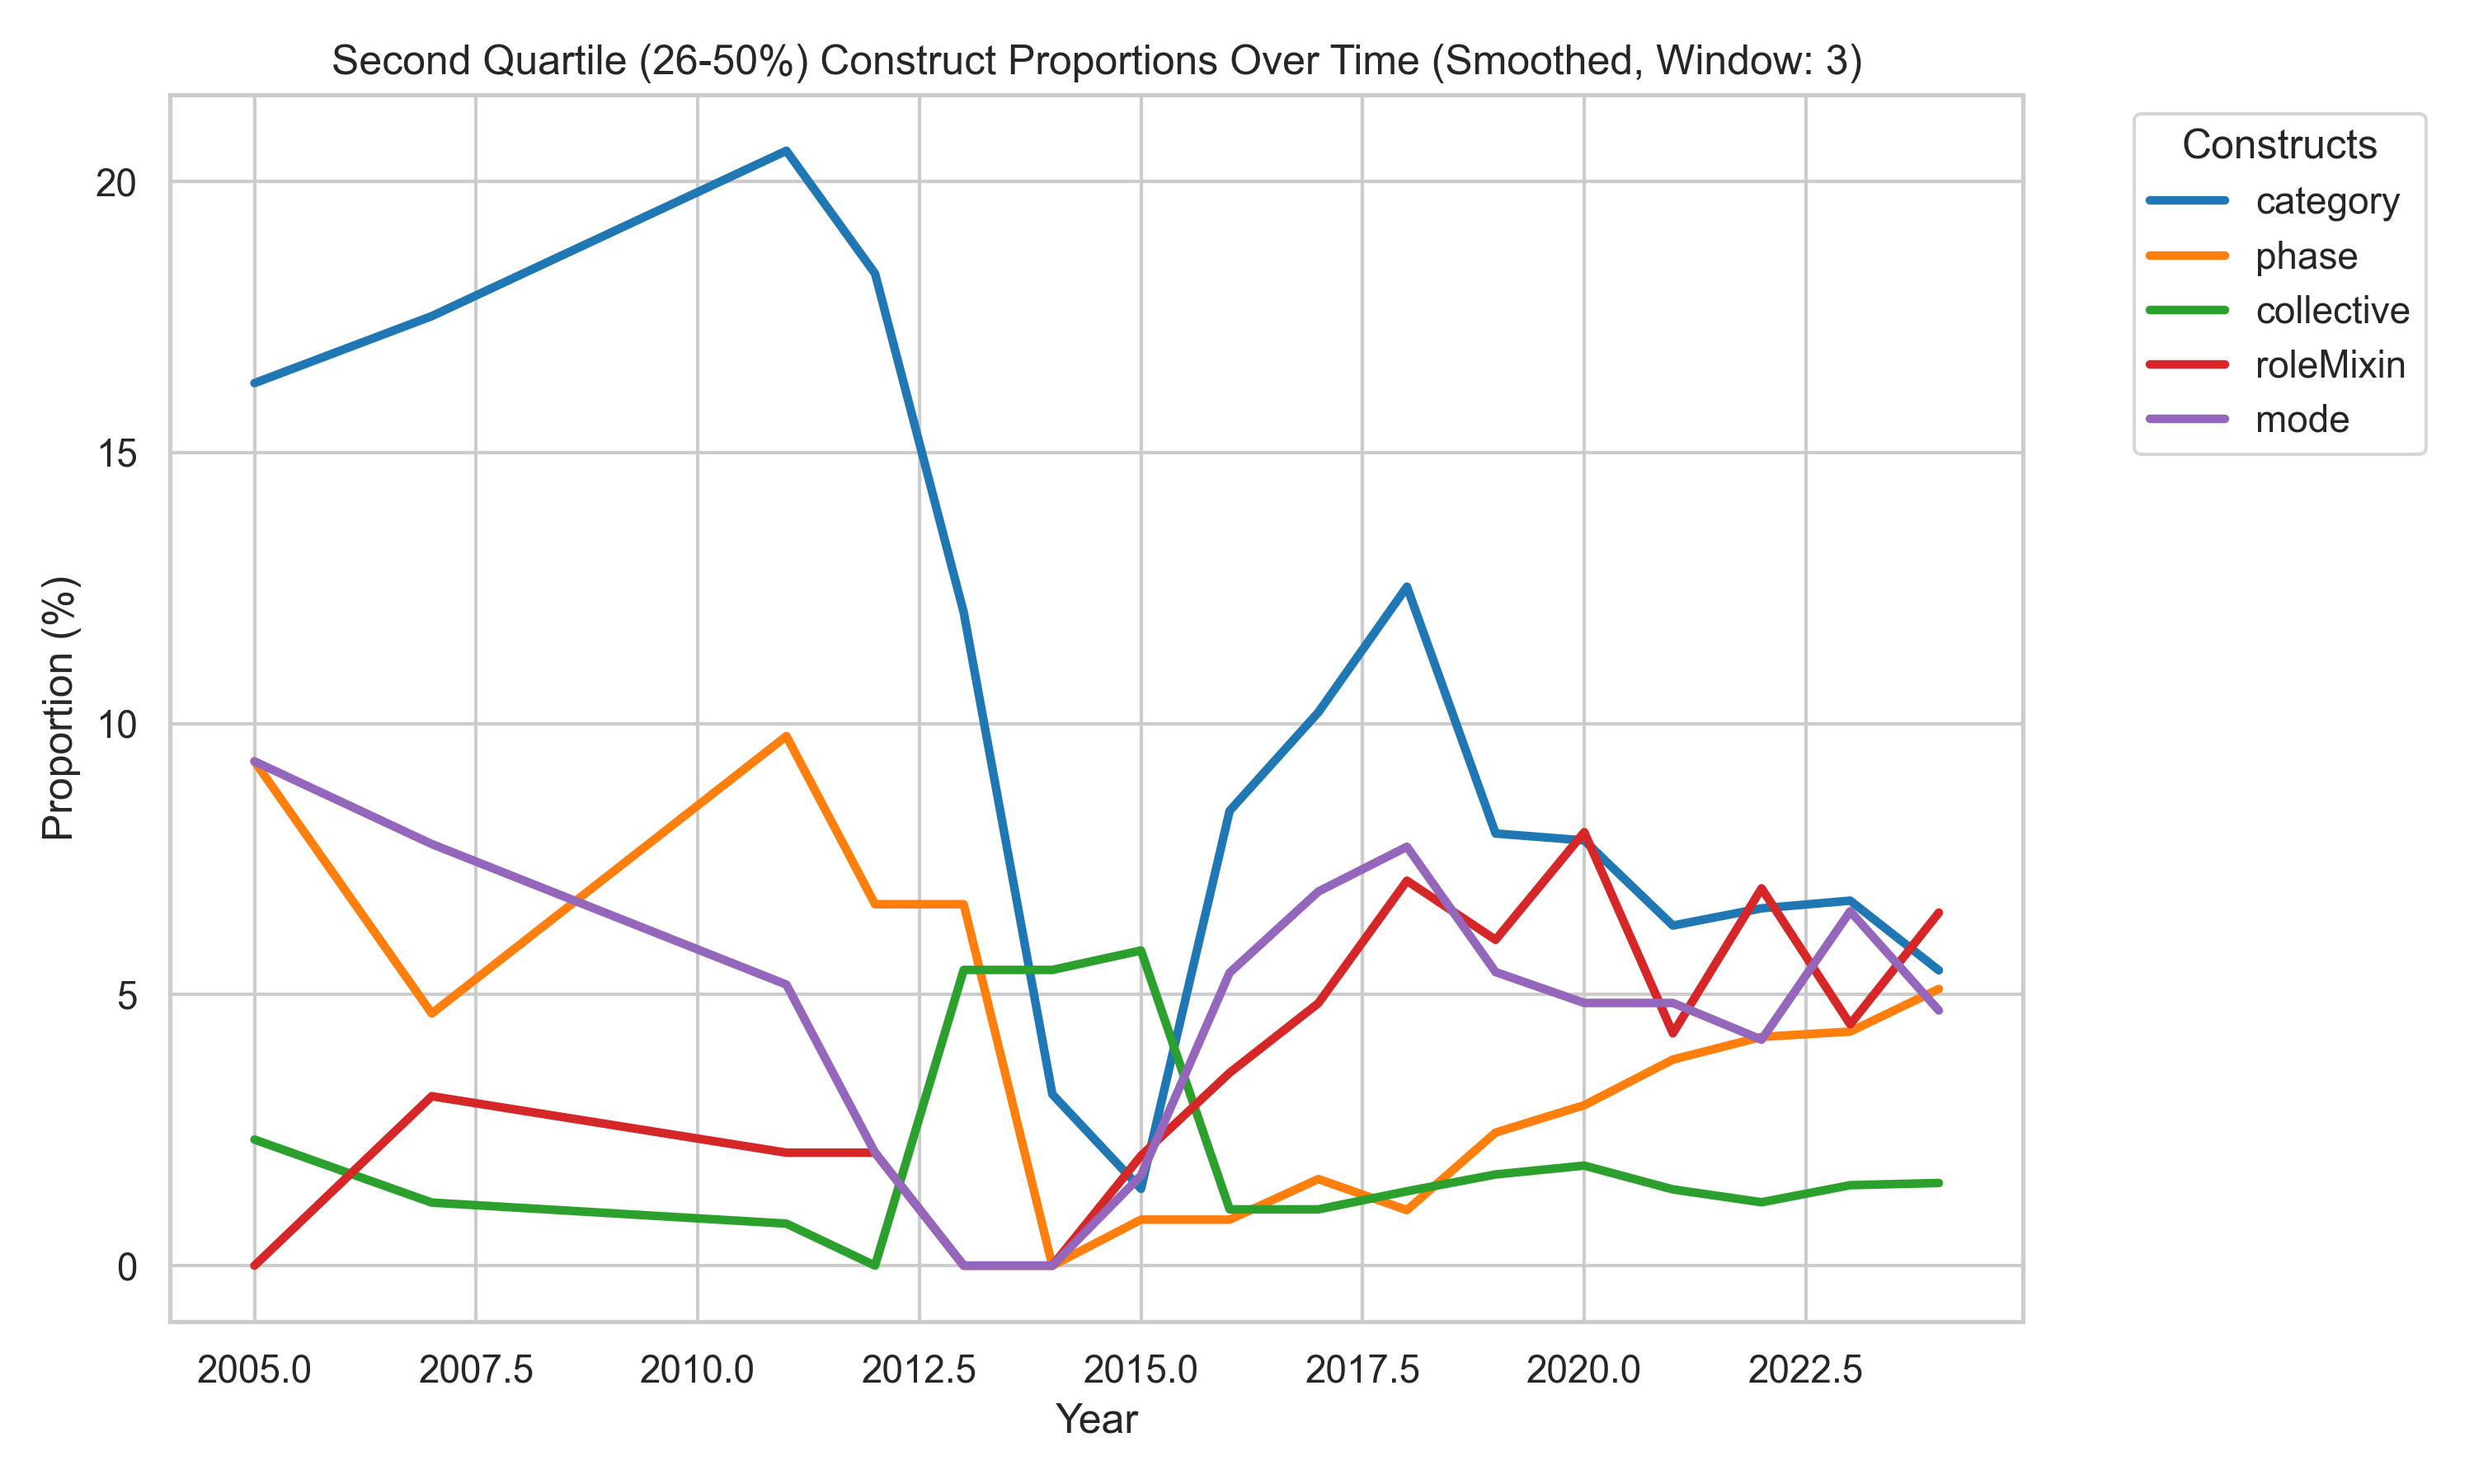 Second Quartile (26-50%) Construct Proportions Over Time (Smoothed, Window: 3)
Constructs
category
phase
collective
roleMixin
mode
Proportion (%)
20
15
10
5
0
2005.0 2007.5 2010.0 2012.5 2015.0 2017.5 2020.0 2022.5
Year